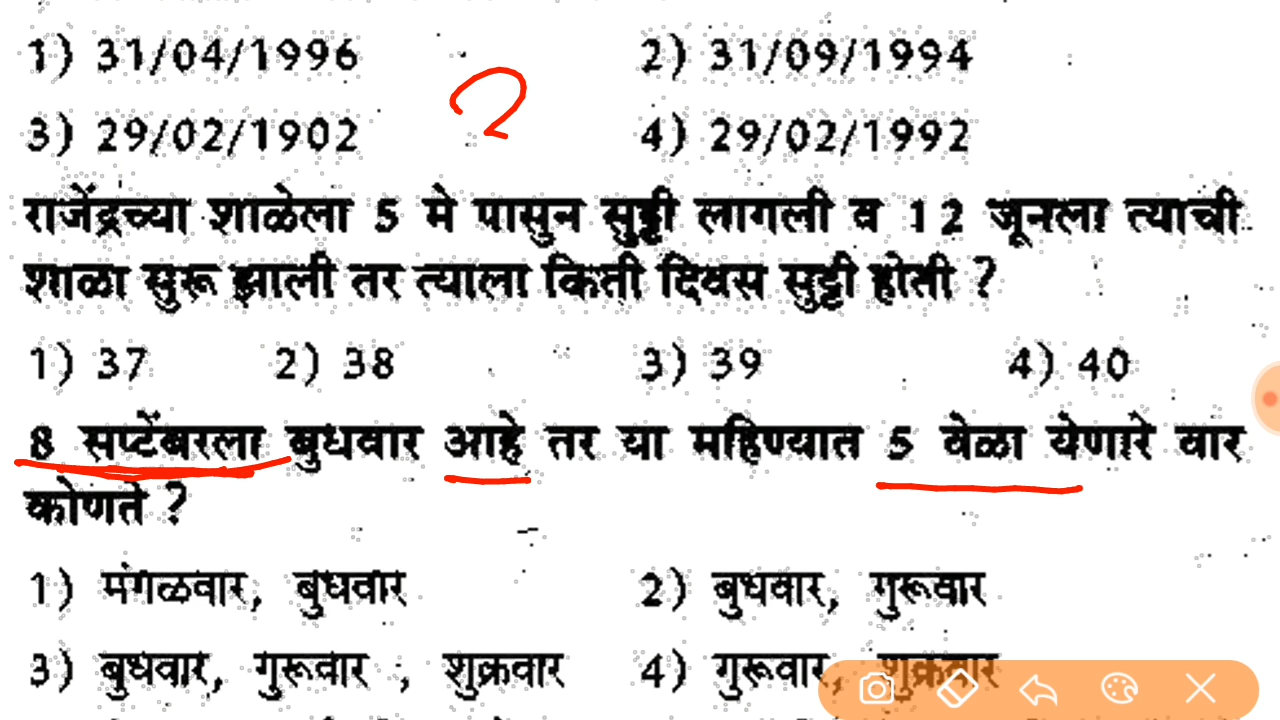 1) 31/04/1996 2) 31/09/1994
3) 29/02/1902 4) 29/02/1992
राजेंद्रच्या शाळेला 5 मे पासुन सुट्टी लागली व 12 जूनला त्याची
शाळा सुरू झाली तर त्याला किती दिवस सुट्टी होती ?
1) 37 2) 38 3) 39 4) 40
8 सप्टेंबरला बुधवार आहे तर या महिण्यात 5 वेळा येणारे वार
कोणते ?
1) मंगळवार, बुधवार 2) बुधवार, गुरूवार
3) बुधवार, गुरूवार , शुक्रवार 4) गुरूवार, शुक्रवार